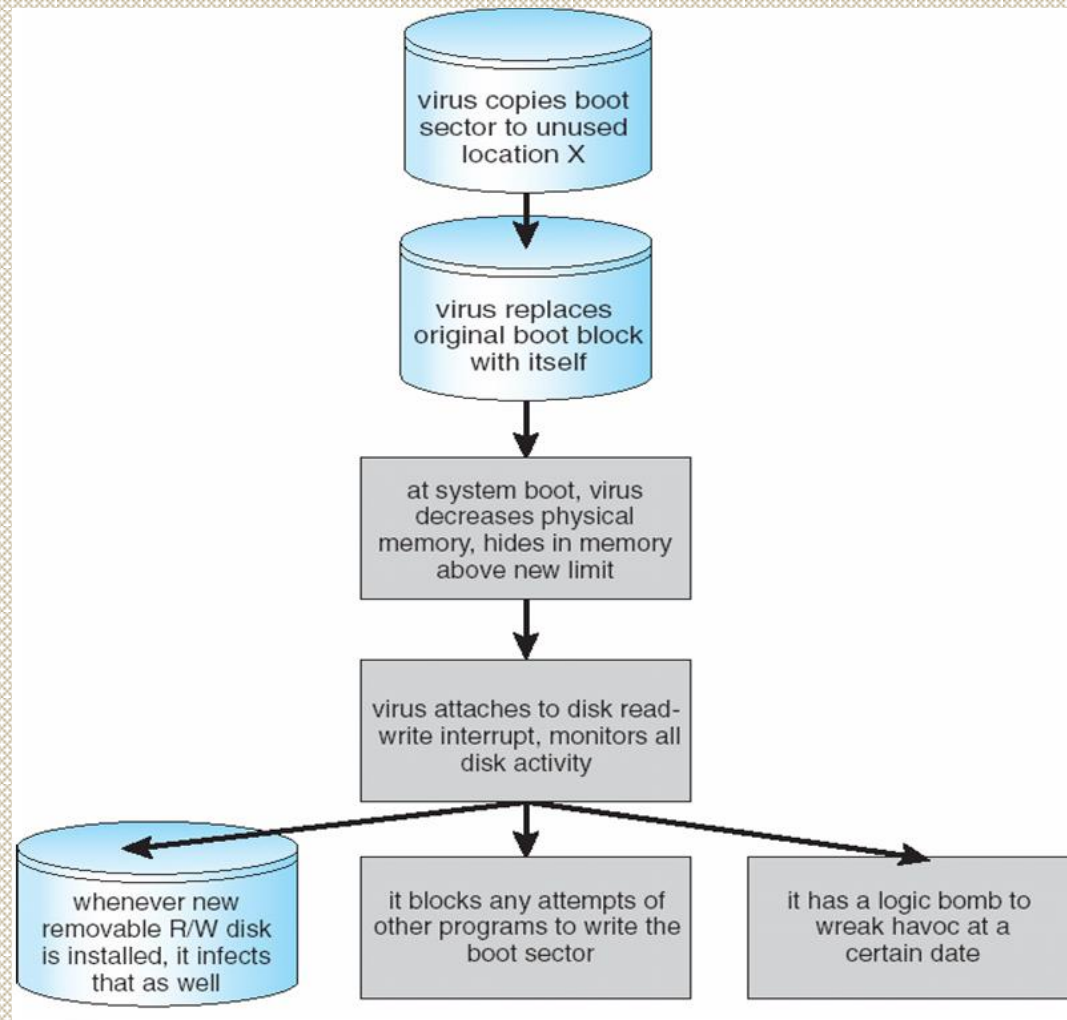 virus copies boot
sector to unused
location X
virus replaces
original boot block
with itself
at system boot, virus
decreases physical
memory, hides in memory
above new limit
virus attaches to disk read-
write interrupt, monitors all
disk activity
whenever new
removable R/W disk
is installed, it infects
that as well
it blocks any attempts of
other programs to write the
boot sector
it has a logic bomb to
wreak havoc at a
certain date